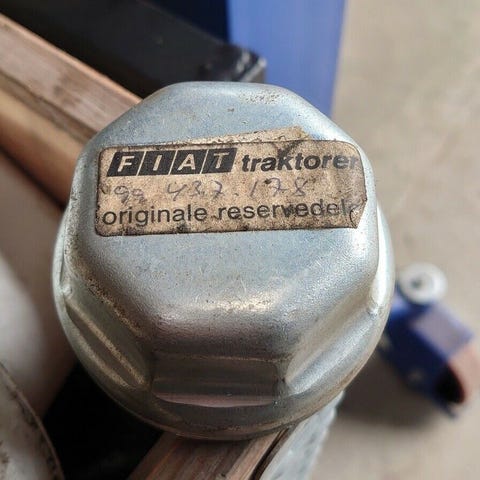 FIAT traktorer
99 437.178
originale reservedele